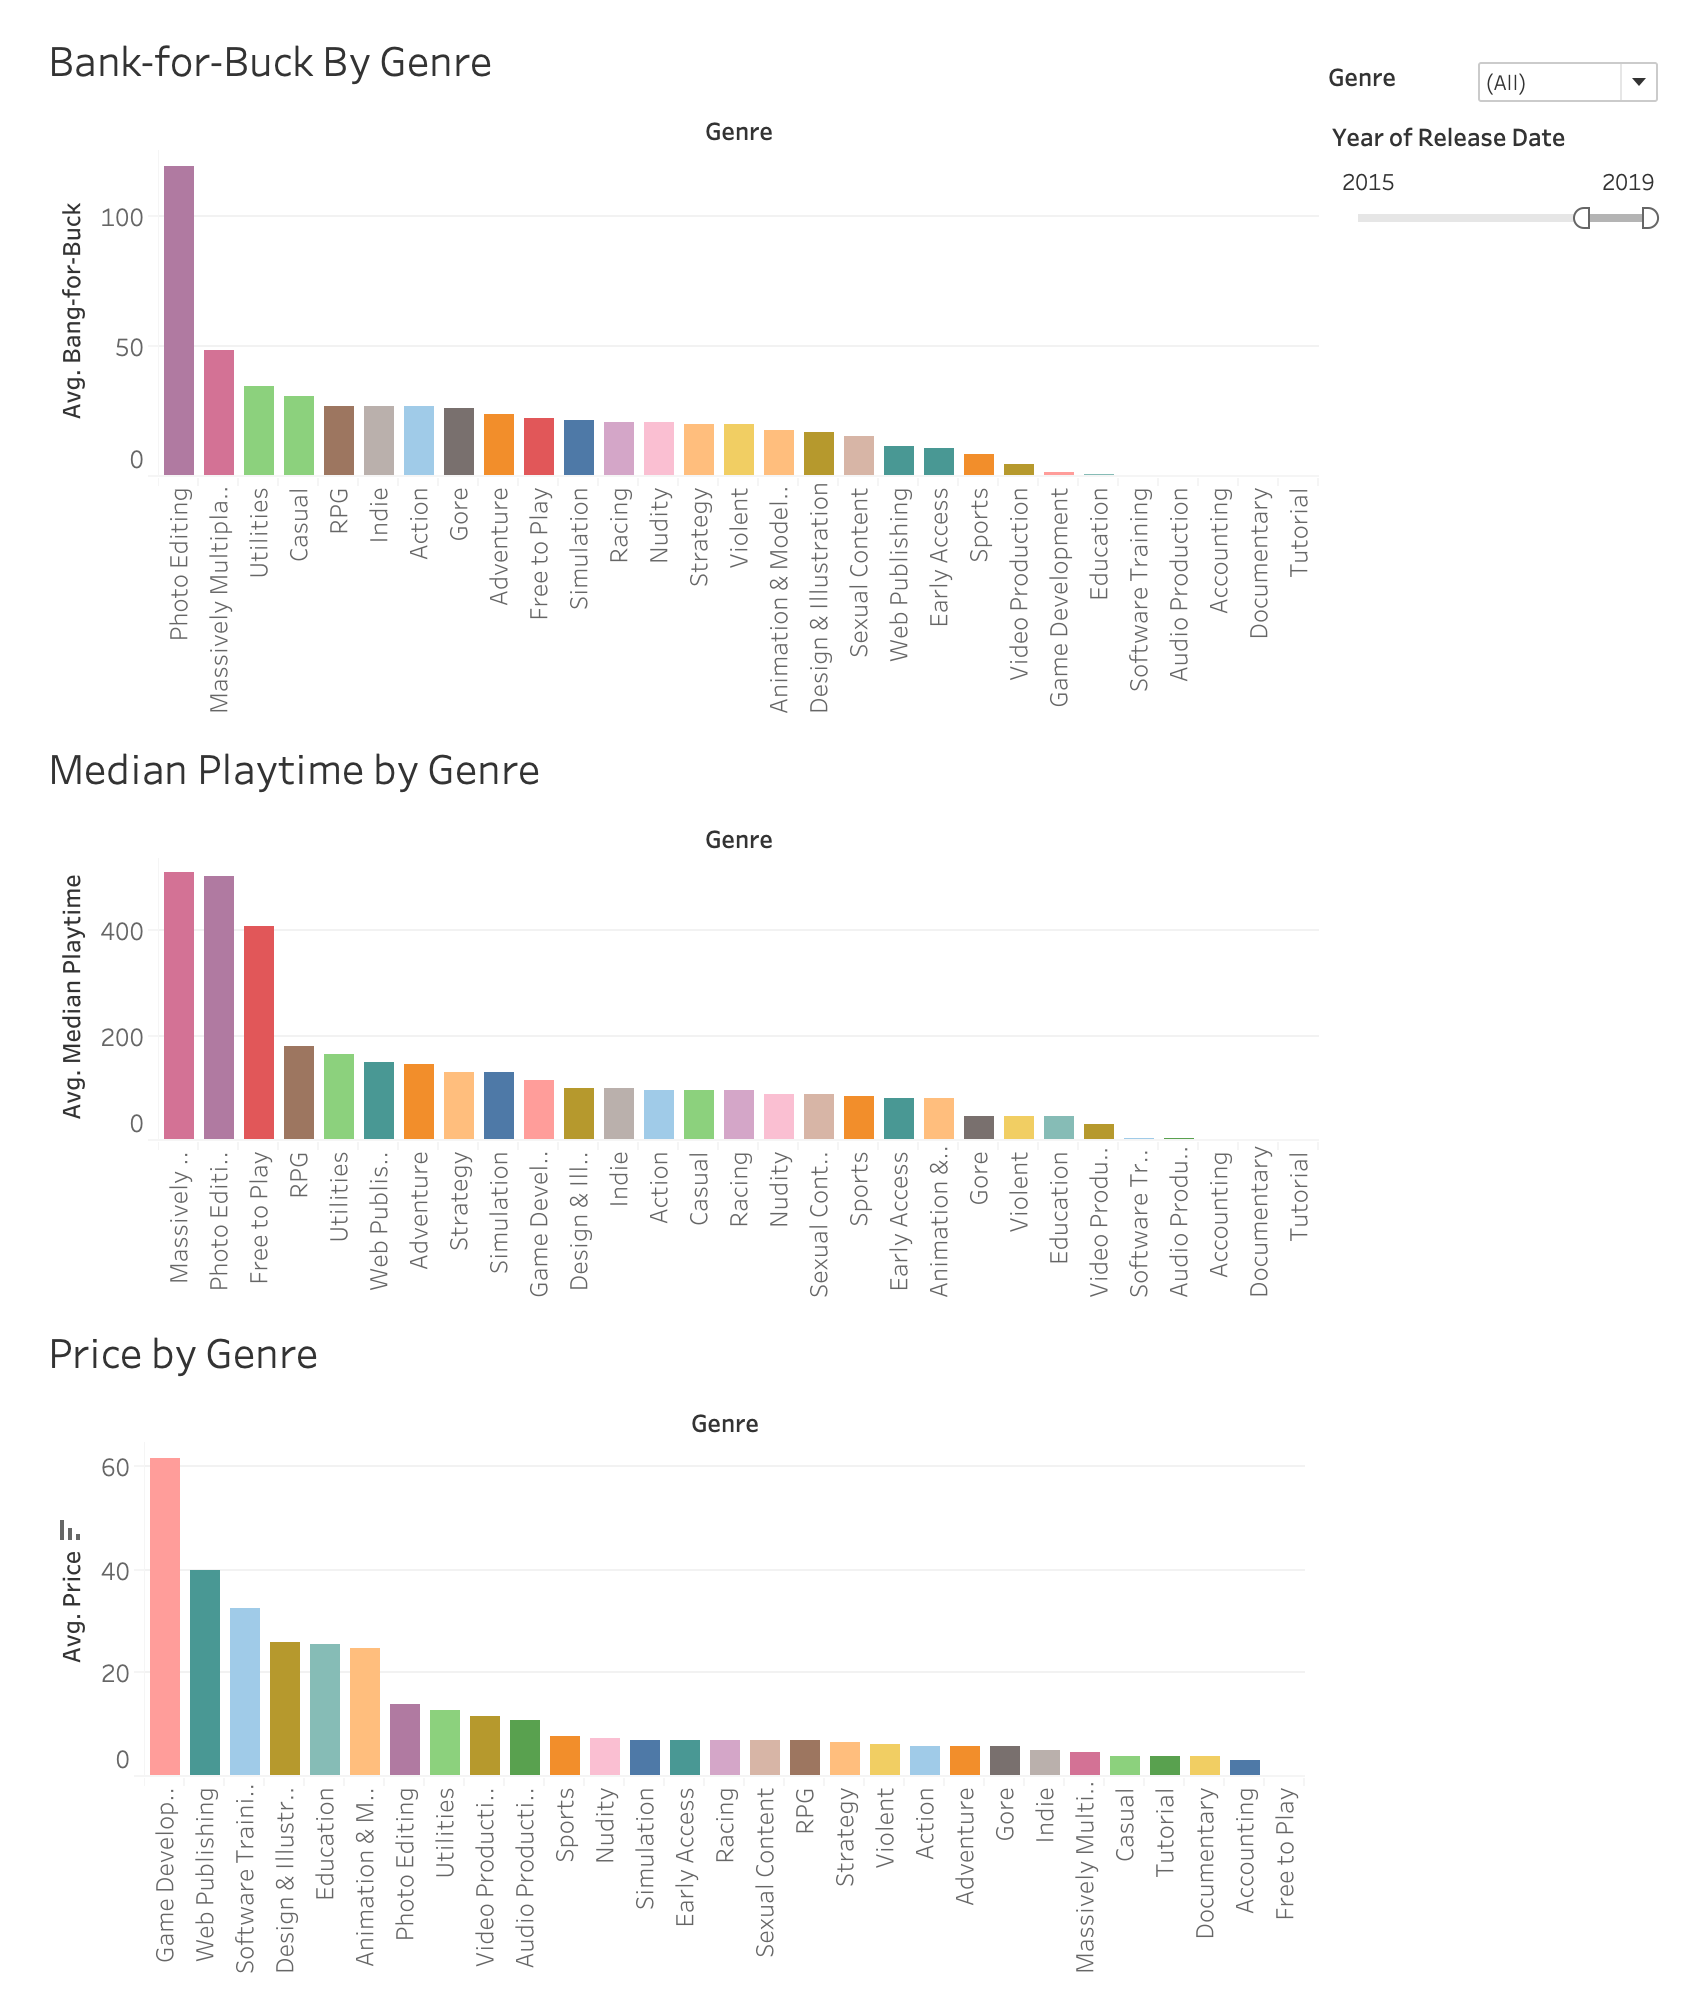 Bank-for-Buck By Genre
Genre
(All)
Year of Release Date
2015
2019
Genre
Avg. Bang-for-Buck
100
50
0
Photo Editing
Massively Multipla..
Utilities
Casual
RPG
Indie
Action
Gore
Adventure
Free to Play
Simulation
Racing
Nudity
Strategy
Violent
Animation & Model..
Design & Illustration
Sexual Content
Web Publishing
Early Access
Sports
Video Production
Game Development
Education
Software Training
Audio Production
Accounting
Documentary
Tutorial
Median Playtime by Genre
Genre
Avg. Median Playtime
400
200
0
Massively ..
Photo Editi..
Free to Play
RPG
Utilities
Web Publis..
Adventure
Strategy
Simulation
Game Devel..
Design & Ill..
Indie
Action
Casual
Racing
Nudity
Sexual Cont..
Sports
Early Access
Animation &..
Gore
Violent
Education
Video Produ..
Software Tr..
Audio Produ..
Accounting
Documentary
Tutorial
Price by Genre
Genre
Avg. Price
60
40
20
0
Game Develop..
Web Publishing
Software Traini..
Design & Illustr..
Education
Animation & M..
Photo Editing
Utilities
Video Producti..
Audio Producti..
Sports
Nudity
Simulation
Early Access
Racing
Sexual Content
RPG
Strategy
Violent
Action
Adventure
Gore
Indie
Massively Multi..
Casual
Tutorial
Documentary
Accounting
Free to Play